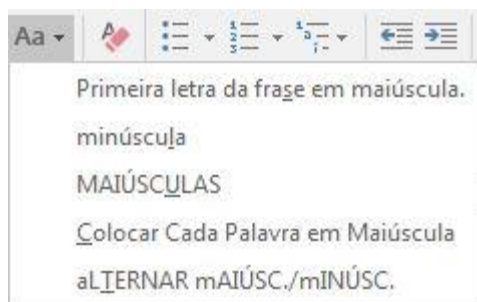 Aa
Primeira letra da frase em maiúscula.
minúscula
MAIÚSCULAS
Colocar Cada Palavra em Maiúscula
aLTERNAR mAIÚSC./mINÚSC.